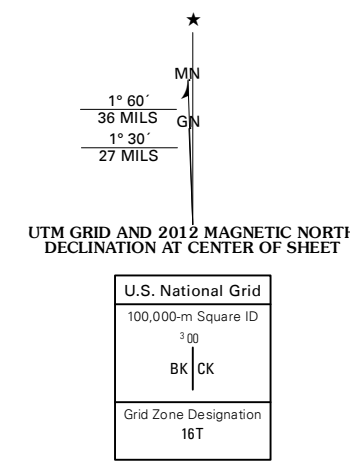 ★
MN
1° 60´
36 MILS
GN
1° 30´
27 MILS
UTM GRID AND 2012 MAGNETIC NORTH
DECLINATION AT CENTER OF SHEET
U.S. National Grid
100,000-m Square ID
³00
BK CK
Grid Zone Designation
16T